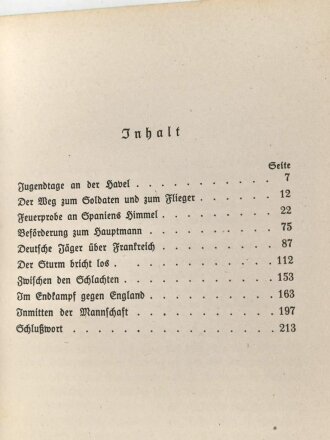 Inhalt
Seite
Jugendtage an der Havel . . . . . . . . . . . 7
Der Weg zum Soldaten und zum Flieger . . . . . . 12
Feuerprobe an Spaniens Himmel . . . . . . . . 22
Beförderung zum Hauptmann . . . . . . . . . 75
Deutsche Jäger über Frankreich . . . . . . . . 87
Der Sturm bricht los . . . . . . . . . . . . 112
Zwischen den Schlachten . . . . . . . . . . 153
Im Endkampf gegen England . . . . . . . . . 163
Inmitten der Mannschaft . . . . . . . . . . 197
Schlußwort . . . . . . . . . . . . . . 213